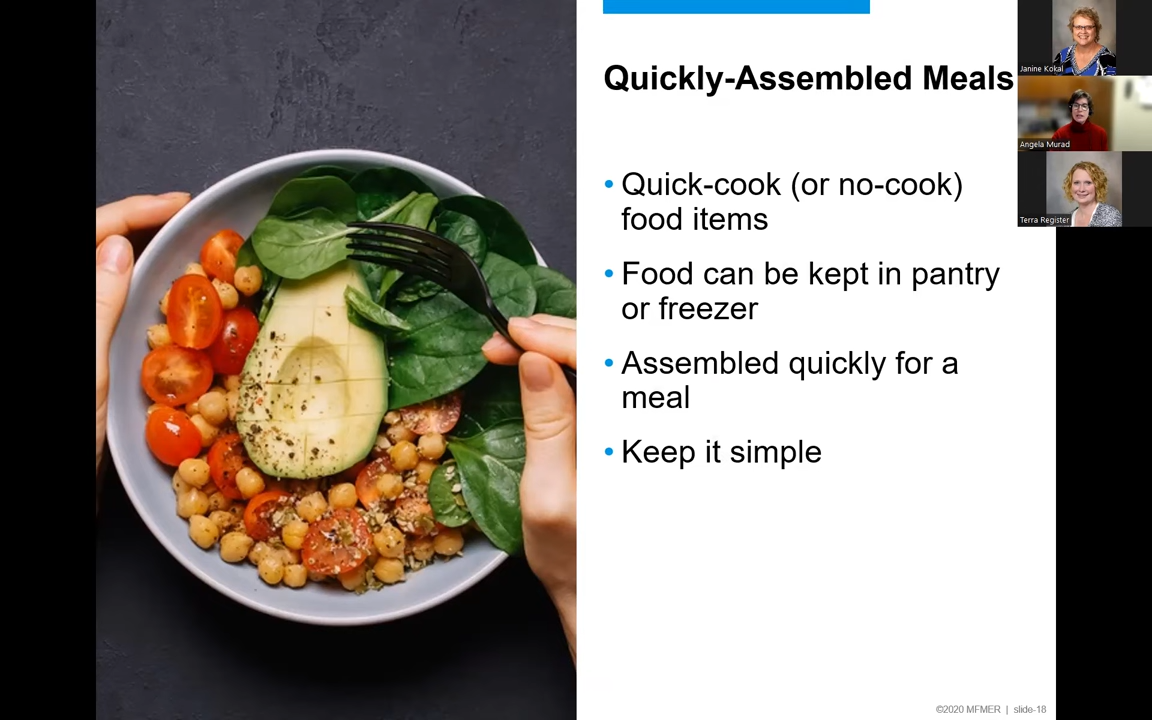 Quickly-Assembled Meals
• Quick-cook (or no-cook)
food items
• Food can be kept in pantry
or freezer
• Assembled quickly for a
meal
• Keep it simple
©2020 MFMER | slide-18
Janine Kokal
Angela Murad
Terra Register